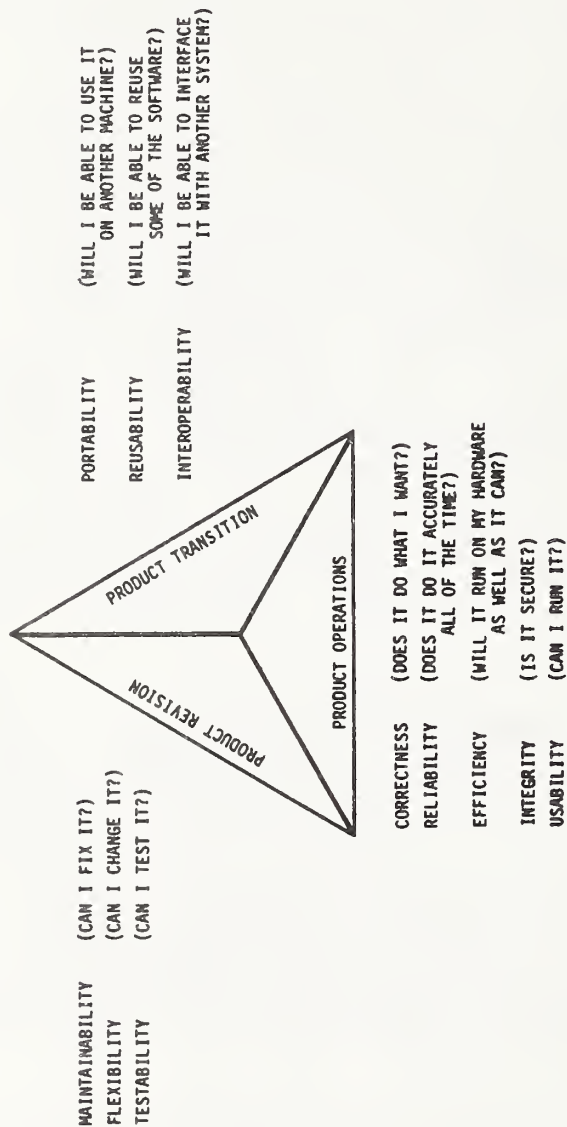 MAINTAINABILITY (CAN I FIX IT?)
FLEXIBILITY (CAN I CHANGE IT?)
TESTABILITY (CAN I TEST IT?)
PORTABILITY (WILL I BE ABLE TO USE IT
ON ANOTHER MACHINE?)
REUSABILITY (WILL I BE ABLE TO REUSE
SOME OF THE SOFTWARE?)
INTEROPERABILITY (WILL I BE ABLE TO INTERFACE
IT WITH ANOTHER SYSTEM?)
PRODUCT REVISION
PRODUCT TRANSITION
PRODUCT OPERATIONS
CORRECTNESS (DOES IT DO WHAT I WANT?)
RELIABILITY (DOES IT DO IT ACCURATELY
ALL OF THE TIME?)
EFFICIENCY (WILL IT RUN ON MY HARDWARE
AS WELL AS IT CAN?)
INTEGRITY (IS IT SECURE?)
USABILITY (CAN I RUN IT?)